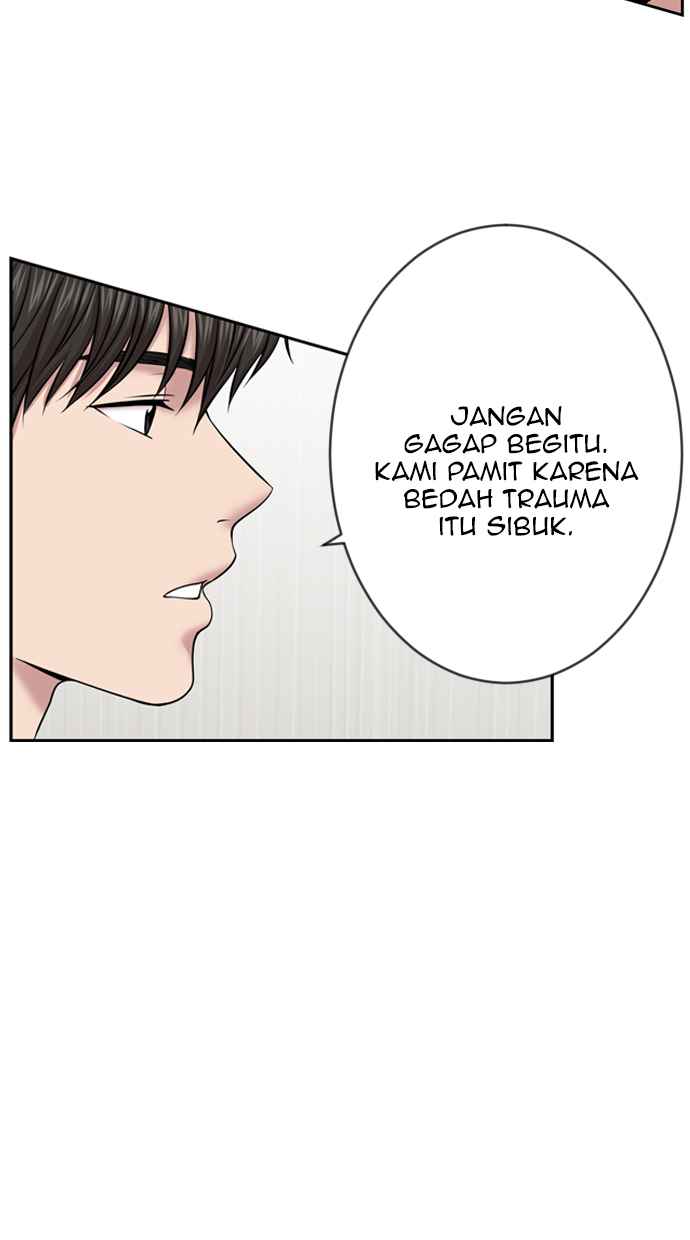 JANGAN
GAGAP BEGITU.
KAMI PAMIT KARENA
BEDAH TRAUMA
ITU SIBUK.